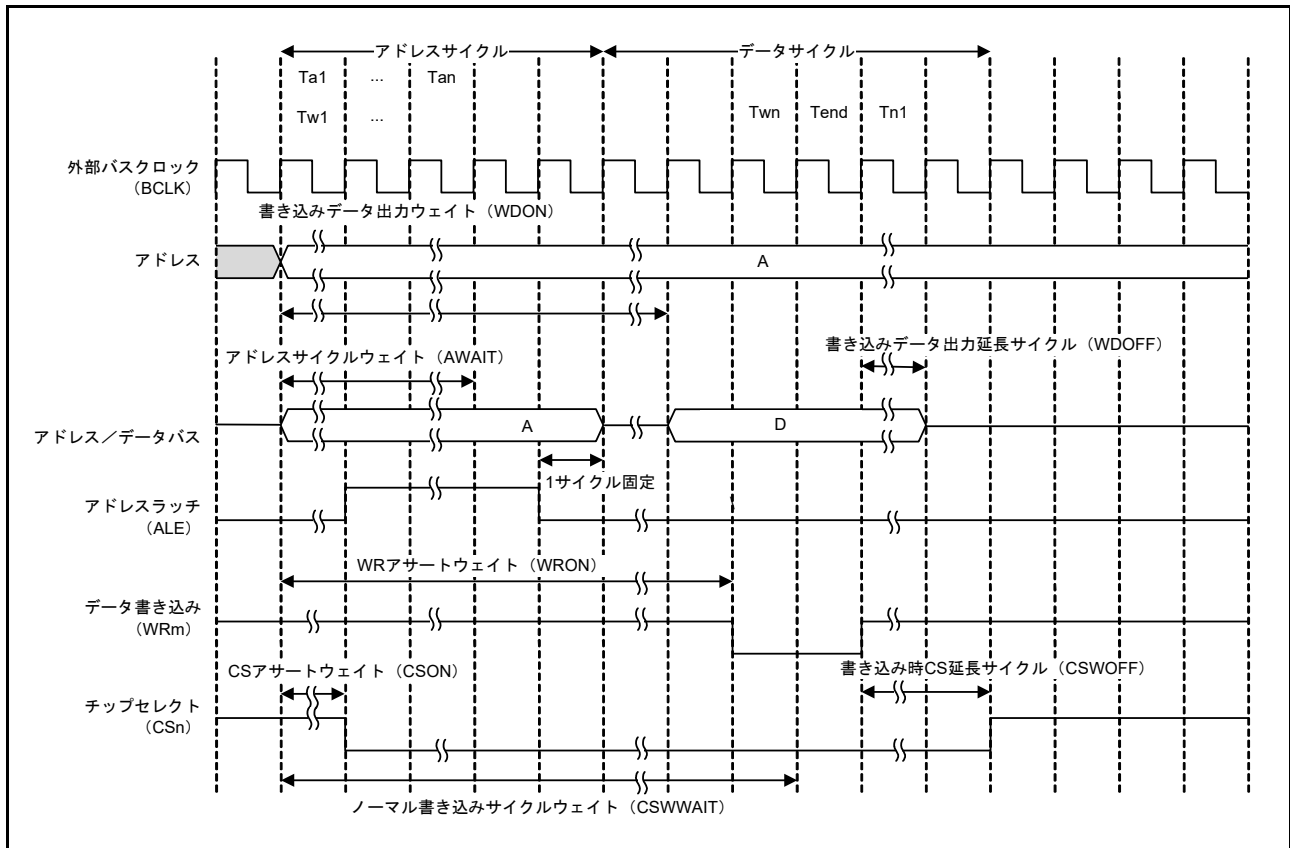 アドレスサイクル データサイクル
Ta1 ... Tan
Tw1 ... Twn Tend Tn1
外部バスクロック
（BCLK）
書き込みデータ出力ウェイト（WDON）
アドレス A
アドレスサイクルウェイト（AWAIT） 書き込みデータ出力延長サイクル（WDOFF）
アドレス／データバス A D
1サイクル固定
アドレスラッチ
（ALE）
WRアサートウェイト（WRON）
データ書き込み
（WRm）
CSアサートウェイト（CSON） 書き込み時CS延長サイクル（CSWOFF）
チップセレクト
（CSn）
ノーマル書き込みサイクルウェイト（CSWWAIT）